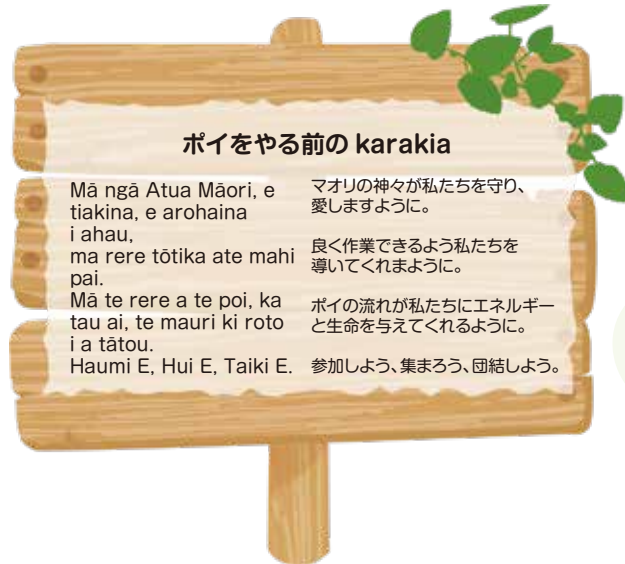 ポイをやる前の karakia
Mā ngā Atua Māori, e
tiakina, e arohaina
i ahau,
ma rere tōtika ate mahi
pai.
Mā te rere a te poi, ka
tau ai, te mauri ki roto
i a tātou.
Haumi E, Hui E, Taiki E.
マオリの神々が私たちを守り、
愛しますように。
良く作業できるよう私たちを
導いてくれまように。
ポイの流れが私たちにエネルギー
と生命を与えてくれるように。
参加しよう、集まろう、団結しよう。